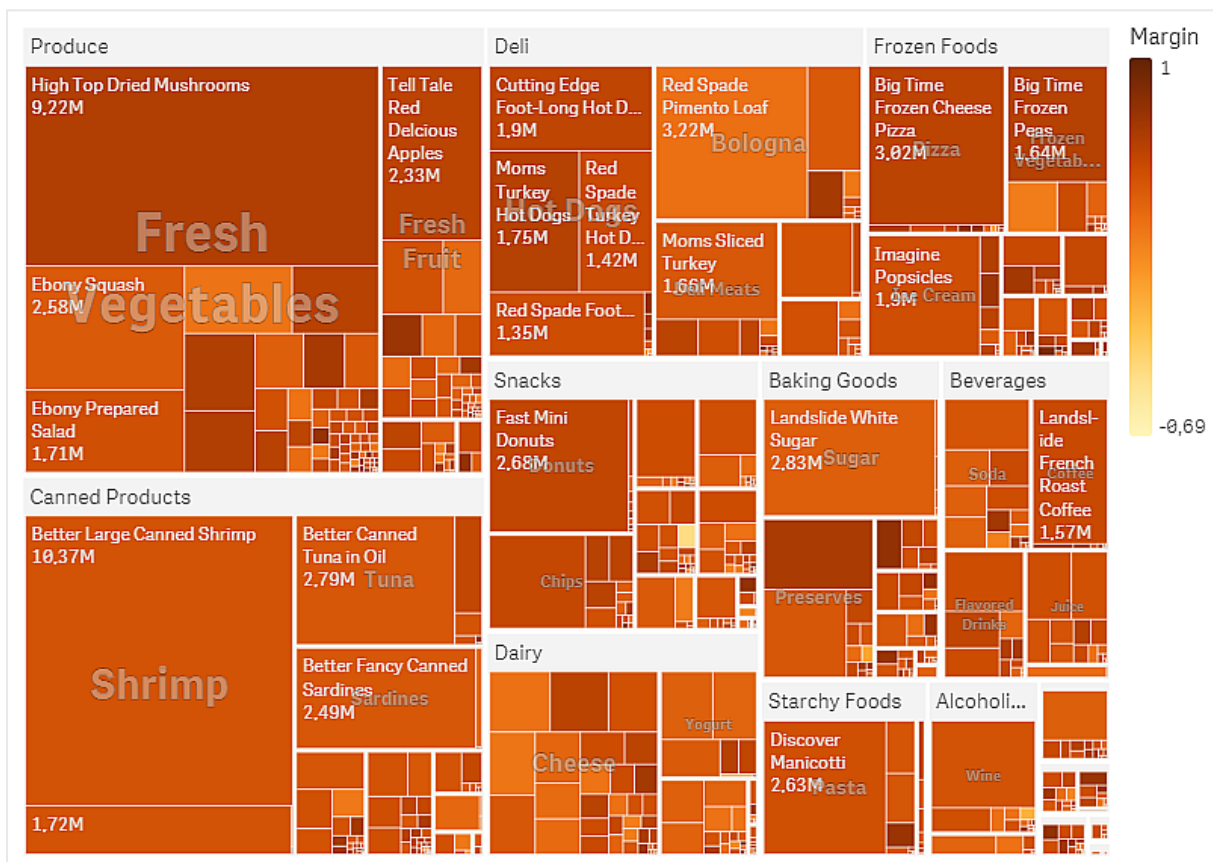 Produce
High Top Dried Mushrooms
9,22M
Tell Tale
Red
Delcious
Apples
2,33M
Fresh
Vegetables
Fresh
Fruit
Ebony Squash
2,58M
Ebony Prepared
Salad
1,71M
Canned Products
Better Large Canned Shrimp
10,37M
Shrimp
1,72M
Better Canned
Tuna in Oil
2,79M
Tuna
Better Fancy Canned
Sardines
2,49M
Sardines
Deli
Cutting Edge
Foot-Long Hot D...
1,9M
Moms
Turkey
Hot Dogs
1,75M
Red
Spade
Turkey
Hot D...
1,42M
Hot Dogs
Red Spade Foot...
1,35M
Red Spade
Pimento Loaf
3,22M
Bologna
Moms Sliced
Turkey
1,66M
Deli Meats
Frozen Foods
Big Time
Frozen Cheese
Pizza
3,02M
Pizza
Big Time
Frozen
Peas
1,64M
Frozen
Vegetab...
Imagine
Popsicles
1,9M
Ice Cream
Snacks
Fast Mini
Donuts
2,68M
Donuts
Chips
Dairy
Cheese
Yogurt
Baking Goods
Landslide White
Sugar
2,83M
Sugar
Preserves
Beverages
Soda
Landsl-
ide
French
Roast
Coffee
1,57M
Coffee
Flavored
Drinks
Juice
Starchy Foods
Discover
Manicotti
2,63M
Pasta
Alcoholi...
Wine
Margin
1
-0,69